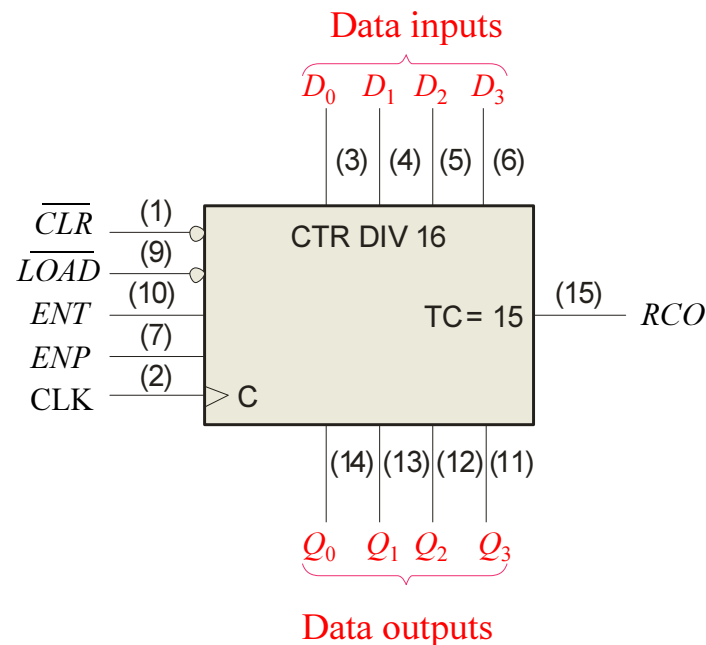 Data inputs
D0 D1 D2 D3
(3) (4) (5) (6)
CLR (1)
CTR DIV 16
LOAD (9)
ENT (10)
TC= 15
(15) RCO
ENP (7)
CLK (2)
C
(14) (13) (12) (11)
Q0 Q1 Q2 Q3
Data outputs